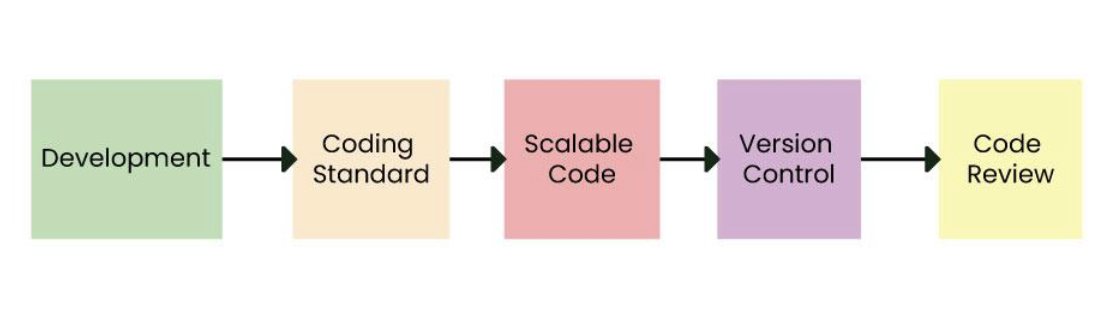 Development
Coding
Standard
Scalable
Code
Version
Control
Code
Review